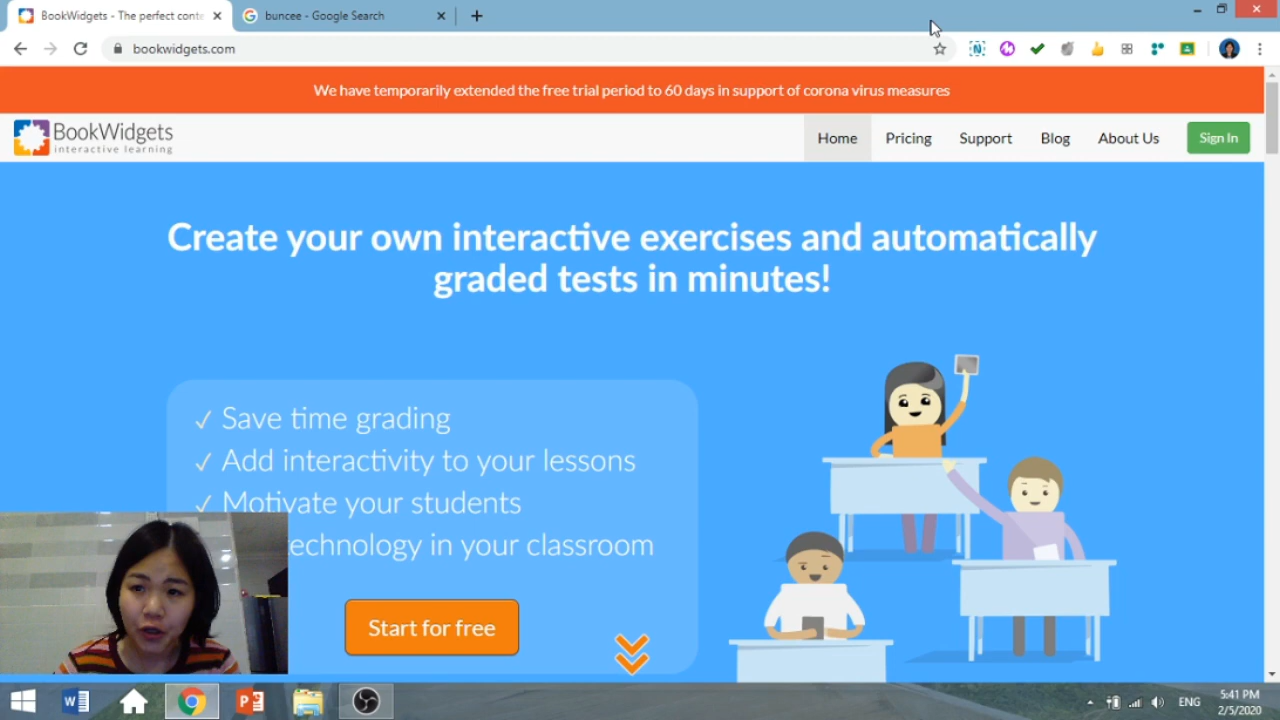 BookWidgets - The perfect conte
buncee - Google Search
bookwidgets.com
We have temporarily extended the free trial period to 60 days in support of corona virus measures
BookWidgets
interactive learning
Home
Pricing
Support
Blog
About Us
Sign In
Create your own interactive exercises and automatically
graded tests in minutes!
✓ Save time grading
✓ Add interactivity to your lessons
✓ Motivate your students
technology in your classroom
Start for free
ENG
5:41 PM
2/5/2020